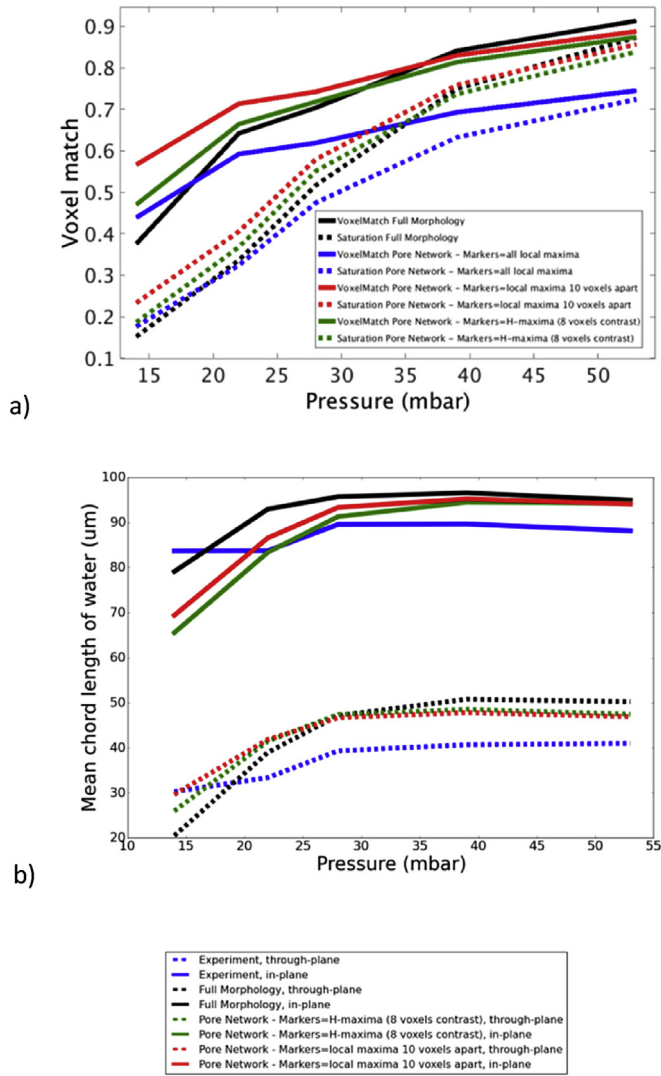 0.9
0.8
0.7
0.6
0.5
0.4
0.3
0.2
0.1
Voxel match
VoxelMatch Full Morphology
Saturation Full Morphology
VoxelMatch Pore Network - Markers=all local maxima
Saturation Pore Network - Markers=all local maxima
VoxelMatch Pore Network - Markers=local maxima 10 voxels apart
Saturation Pore Network - Markers=local maxima 10 voxels apart
VoxelMatch Pore Network - Markers=H-maxima (8 voxels contrast)
Saturation Pore Network - Markers=H-maxima (8 voxels contrast)
15 20 25 30 35 40 45 50
Pressure (mbar)
a)
100
90
80
70
60
50
40
30
20
Mean chord length of water (um)
10 15 20 25 30 35 40 45 50 55
Pressure (mbar)
b)
Experiment, through-plane
Experiment, in-plane
Full Morphology, through-plane
Full Morphology, in-plane
Pore Network - Markers=H-maxima (8 voxels contrast), through-plane
Pore Network - Markers=H-maxima (8 voxels contrast), in-plane
Pore Network - Markers=local maxima 10 voxels apart, through-plane
Pore Network - Markers=local maxima 10 voxels apart, in-plane